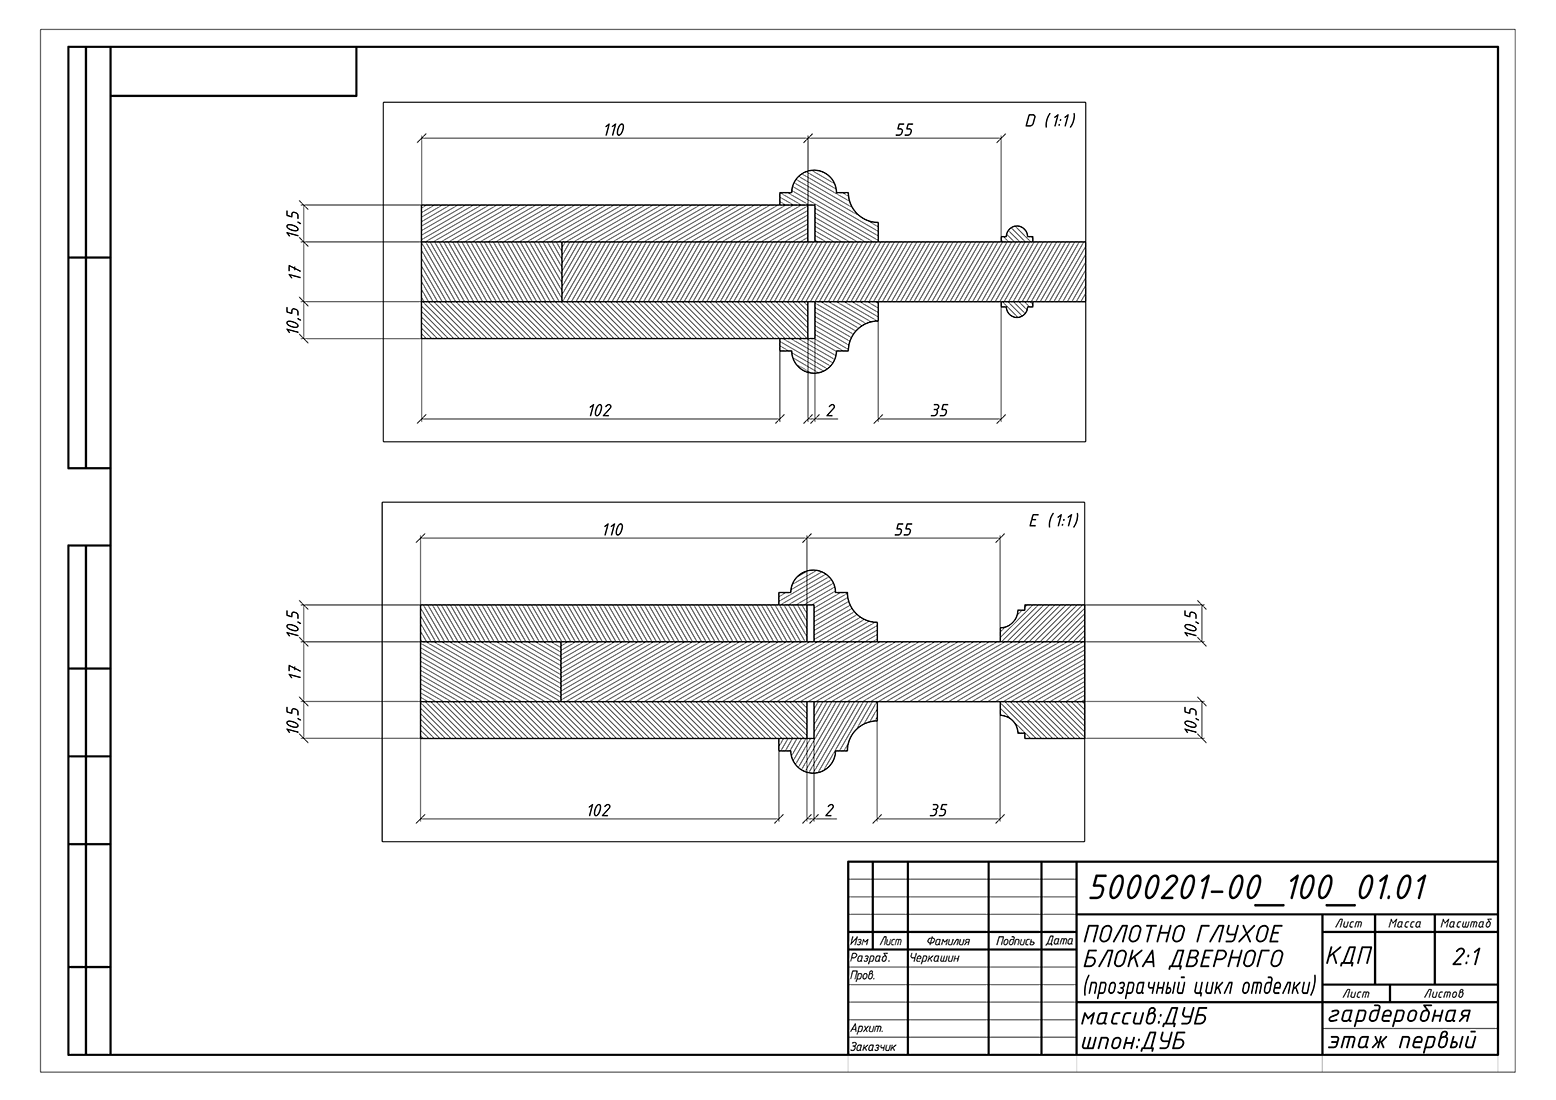 D (1:1)
110
55
10,5
17
10,5
102
2
35
E (1:1)
110
55
10,5
17
10,5
10,5
10,5
102
2
35
5000201-00__100__01.01
Изм Лист Фамилия Подпись Дата
Разраб. Черкашин
Пров.
Архит.
Заказчик
ПОЛОТНО ГЛУХОЕ
БЛОКА ДВЕРНОГО
(прозрачный цикл отделки)
Лист Масса Масштаб
КДП 2:1
Лист Листов
массив:ДУБ
шпон:ДУБ
гардеробная
этаж первый